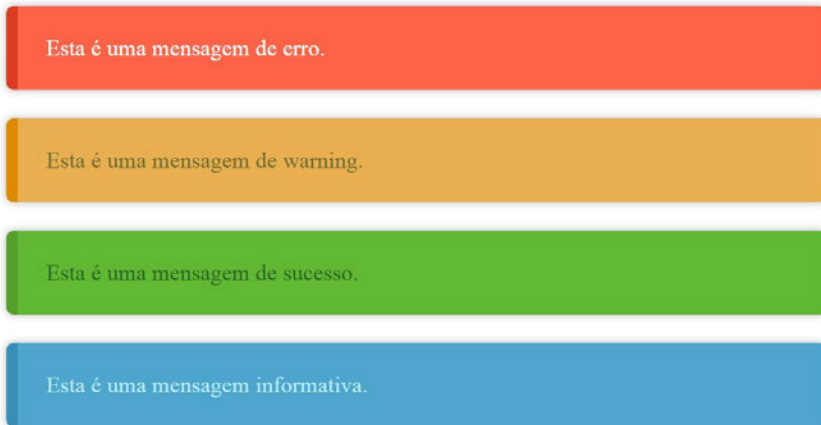 Esta é uma mensagem de erro.
Esta é uma mensagem de warning.
Esta é uma mensagem de sucesso.
Esta é uma mensagem informativa.